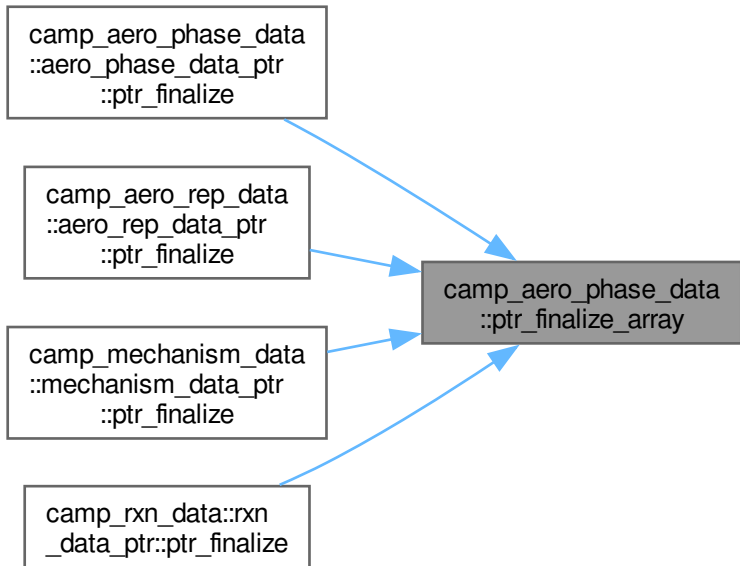 camp_aero_phase_data
::aero_phase_data_ptr
::ptr_finalize
camp_aero_rep_data
::aero_rep_data_ptr
::ptr_finalize
camp_aero_phase_data
::ptr_finalize_array
camp_mechanism_data
::mechanism_data_ptr
::ptr_finalize
camp_rxn_data::rxn
_data_ptr::ptr_finalize